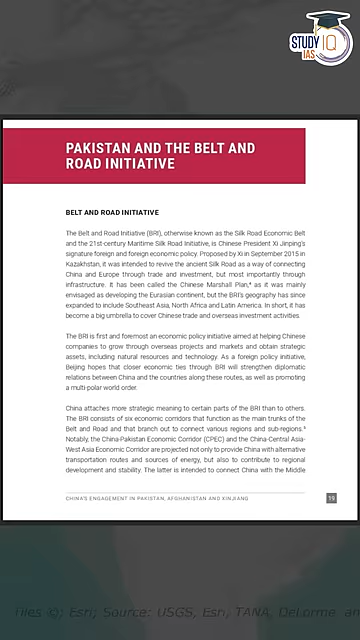 STUDY IQ
IAS
PAKISTAN AND THE BELT AND
ROAD INITIATIVE
BELT AND ROAD INITIATIVE
The Belt and Road Initiative (BRI), otherwise known as the Silk Road Economic Belt
and the 21st century Maritime Silk Road Initiative, is Chinese President Xi Jinping's
signature foreign and foreign economic policy. Proposed by Xi in September 2015 in
Kazakhstan, it was intended to revive the ancient Silk Road as a way of connecting
China and Europe through trade and investment, but most importantly through
infrastructure. It has been called the Chinese Marshall Plan,⁴ as it was mainly
envisaged as developing the Eurasian continent, but the BRI's geography has since
expanded to include Southeast Asia, North Africa and Latin America. In short, it has
become a big umbrella to cover Chinese trade and overseas investment activities.
The BRI is first and foremost an economic policy initiative aimed at helping Chinese
companies to grow through overseas projects and markets and obtain strategic
assets, including natural resources and technology. As a foreign policy initiative,
Beijing hopes that closer economic ties through BRI will strengthen diplomatic
relations between China and the countries along these routes, as well as promoting
a multi-polar world order.
China attaches more strategic meaning to certain parts of the BRI than to others.
The BRI consists of six economic corridors that function as the main trunks of the
Belt and Road and that branch out to connect various regions and sub-regions.⁵
Notably, the China-Pakistan Economic Corridor (CPEC) and the China-Central Asia-
West Asia Economic Corridor are projected not only to provide China with alternative
transportation routes and sources of energy, but also to contribute to regional
development and stability. The latter is intended to connect China with the Middle
CHINA'S ENGAGEMENT IN PAKISTAN, AFGHANISTAN AND XINJIANG
19
Tiles ©; Esri; Source: USGS, Esri, TANA, DeLorme an